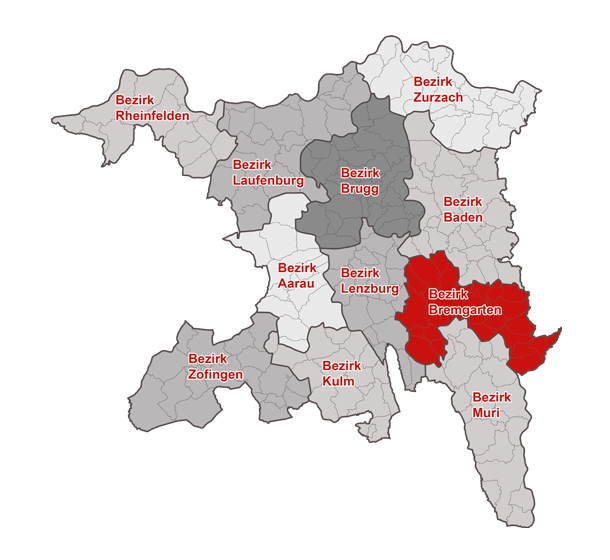 Bezirk
Zurzach
Bezirk
Rheinfelden
Bezirk
Laufenburg
Bezirk
Brugg
Bezirk
Baden
Bezirk
Aarau
Bezirk
Lenzburg
Bezirk
Bremgarten
Bezirk
Zofingen
Bezirk
Kulm
Bezirk
Muri